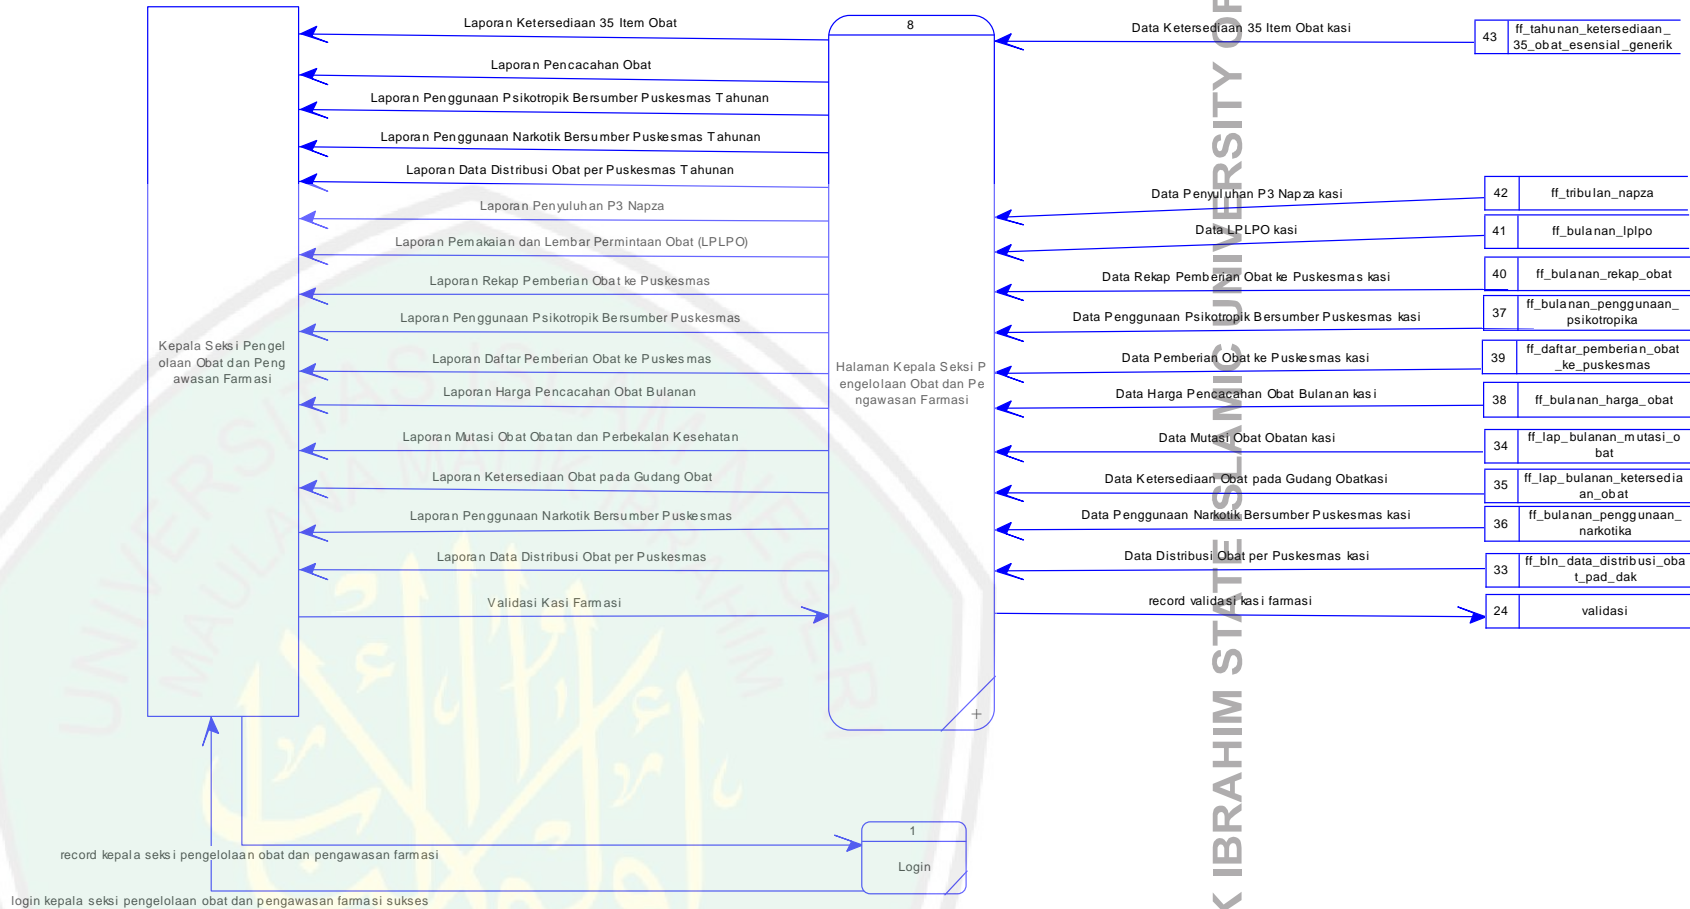 Laporan Ketersediaan 35 Item Obat
Laporan Pencacahan Obat
Laporan Penggunaan Psikotropik Bersumber Puskesmas Tahunan
Laporan Penggunaan Narkotik Bersumber Puskesmas Tahunan
Laporan Data Distribusi Obat per Puskesmas Tahunan
Laporan Penyuluhan P3 Napza
Laporan Pemakaian dan Lembar Permintaan Obat (LPLPO)
Laporan Rekap Pemberian Obat ke Puskesmas
Laporan Penggunaan Psikotropik Bersumber Puskesmas
Laporan Daftar Pemberian Obat ke Puskesmas
Laporan Harga Pencacahan Obat Bulanan
Laporan Mutasi Obat Obatan dan Perbekalan Kesehatan
Laporan Ketersediaan Obat pada Gudang Obat
Laporan Penggunaan Narkotik Bersumber Puskesmas
Laporan Data Distribusi Obat per Puskesmas
Validasi Kasi Farmasi
Kepala Seksi Pengel
olaan Obat dan Peng
awasan Farmasi
8
Halaman Kepala Seksi P
engelolaan Obat dan Pe
ngawasan Farmasi
+
Data Ketersediaan 35 Item Obat kasi
Data Penyuluhan P3 Napza kasi
Data LPLPO kasi
Data Rekap Pemberian Obat ke Puskesmas kasi
Data Penggunaan Psikotropik Bersumber Puskesmas kasi
Data Pemberian Obat ke Puskesmas kasi
Data Harga Pencacahan Obat Bulanan kasi
Data Mutasi Obat Obatan kasi
Data Ketersediaan Obat pada Gudang Obatkasi
Data Penggunaan Narkotik Bersumber Puskesmas kasi
Data Distribusi Obat per Puskesmas kasi
record validasi kasi farmasi
43
ff_tahunan_ketersediaan_
35_obat_esensial_generik
42
ff_tribulan_napza
41
ff_bulanan_lplpo
40
ff_bulanan_rekap_obat
37
ff_bulanan_penggunaan_
psikotropika
39
ff_daftar_pemberian_obat
_ke_puskesmas
38
ff_bulanan_harga_obat
34
ff_lap_bulanan_mutasi_o
bat
35
ff_lap_bulanan_ketersedia
an_obat
36
ff_bulanan_penggunaan_
narkotika
33
ff_bln_data_distribusi_oba
t_pad_dak
24
validasi
1
Login
record kepala seksi pengelolaan obat dan pengawasan farmasi
login kepala seksi pengelolaan obat dan pengawasan farmasi sukses
UNIVERSITAS ISLAM NEGERI
MAULANA MALIK IBRAHIM
K IBRAHIM STATE ISLAMIC UNIVERSITY OF